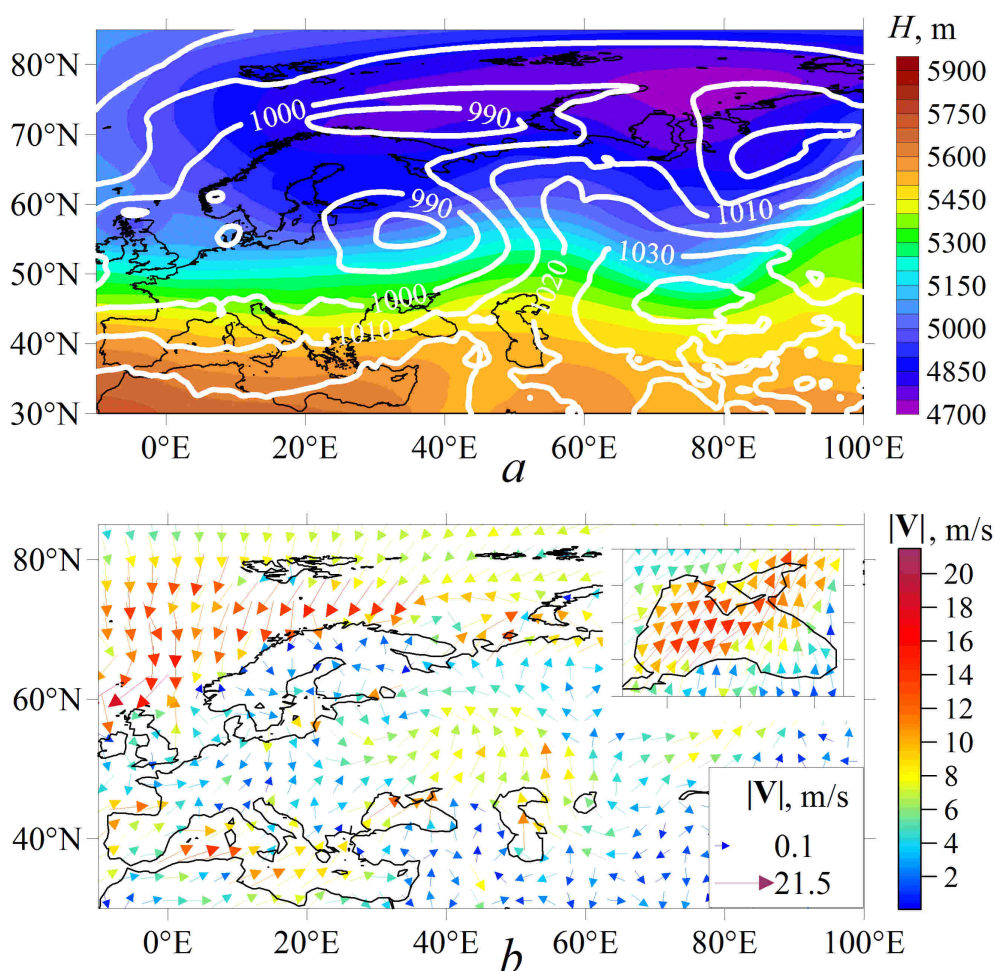 H, m
80°N
70°N
60°N
50°N
40°N
30°N
1000
990
990
1010
1030
1020
1000
1010
5900
5750
5600
5450
5300
5150
5000
4850
4700
0°E
20°E
40°E
60°E
80°E
100°E
a
|V|, m/s
80°N
60°N
40°N
20
18
16
14
12
10
8
6
4
2
|V|, m/s
0.1
21.5
0°E
20°E
40°E
60°E
80°E
100°E
b